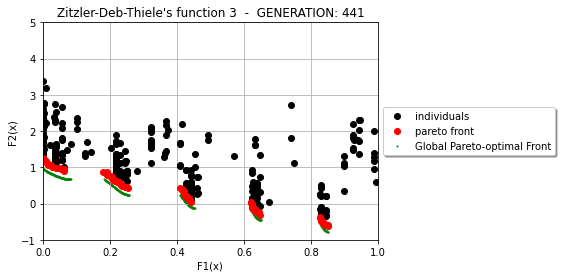 Zitzler-Deb-Thiele's function 3 - GENERATION: 441
5
4
3
2
1
0
−1
F2(x)
0.0 0.2 0.4 0.6 0.8 1.0
F1(x)
individuals
pareto front
Global Pareto-optimal Front